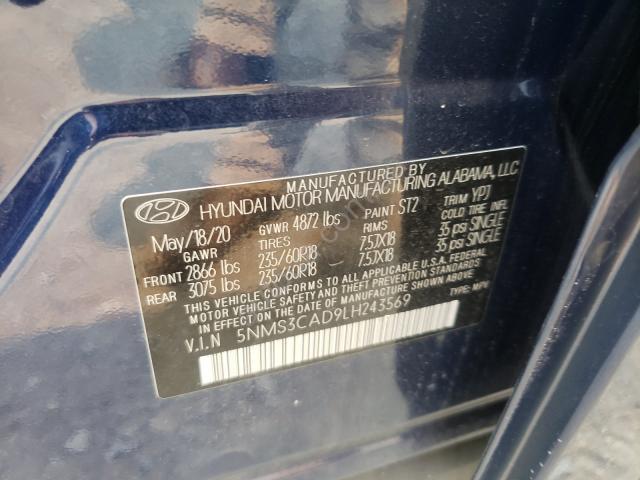 MANUFACTURED BY
HYUNDAI MOTOR MANUFACTURING ALABAMA, LLC
May/18/20 GVWR 4872 lbs PAINT ST2 TRIM YPJ
GAWR TIRES RIMS COLD TIRE INFL
FRONT 2866 lbs 235/60R18 7.5JX18 35 psi SINGLE
REAR 3075 lbs 235/60R18 7.5JX18 35 psi SINGLE
THIS VEHICLE CONFORMS TO ALL APPLICABLE U.S.A. FEDERAL
MOTOR VEHICLE SAFETY AND THEFT PREVENTION STANDARDS
IN EFFECT ON THE DATE OF MANUFACTURE SHOWN ABOVE.
V.I.N 5NMS3CAD9LH243569 TYPE: MPV